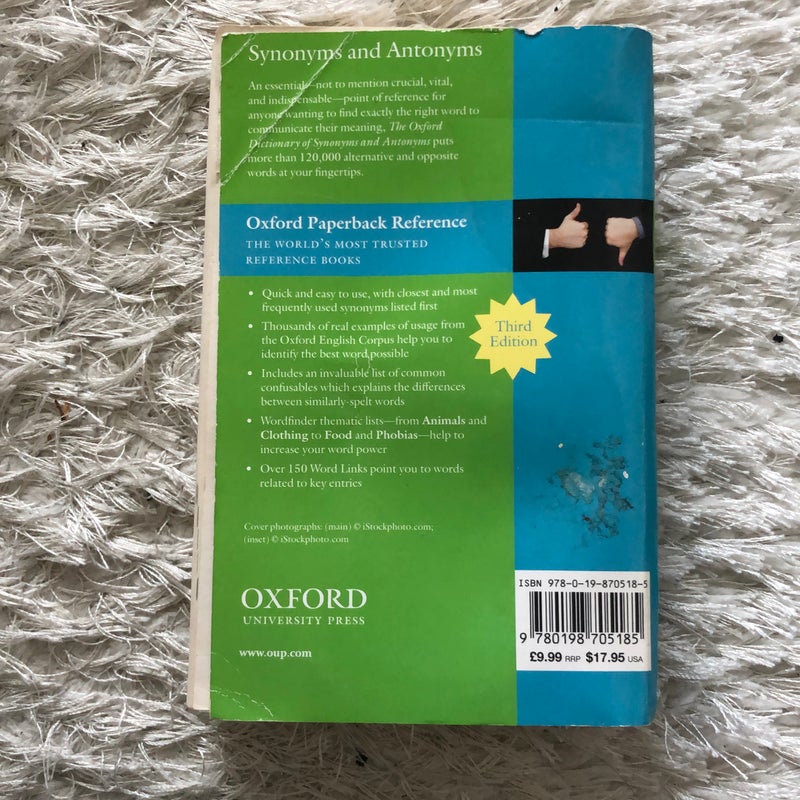 Synonyms and Antonyms
An essential—not to mention crucial, vital,
and indispensable—point of reference for
anyone wanting to find exactly the right word to
communicate their meaning, The Oxford
Dictionary of Synonyms and Antonyms puts
more than 120,000 alternative and opposite
words at your fingertips.
Oxford Paperback Reference
THE WORLD'S MOST TRUSTED
REFERENCE BOOKS
• Quick and easy to use, with closest and most
frequently used synonyms listed first
• Thousands of real examples of usage from
the Oxford English Corpus help you to
identify the best word possible
• Includes an invaluable list of common
confusables which explains the differences
between similarly-spelt words
• Wordfinder thematic lists—from Animals and
Clothing to Food and Phobias—help to
increase your word power
• Over 150 Word Links point you to words
related to key entries
Third
Edition
Cover photographs: (main) © iStockphoto.com;
(inset) © iStockphoto.com
OXFORD
UNIVERSITY PRESS
www.oup.com
ISBN 978-0-19-870518-5
9 780198 705185
£9.99 RRP $17.95 USA